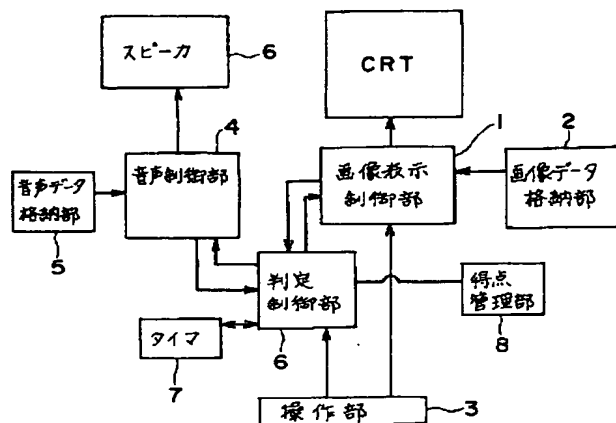 スピーカ
6
CRT
4
1
2
音声データ
格納部
5
音声制御部
画像表示
制御部
画像データ
格納部
判定
制御部
6
得点
管理部
8
タイマ
7
操作部
3